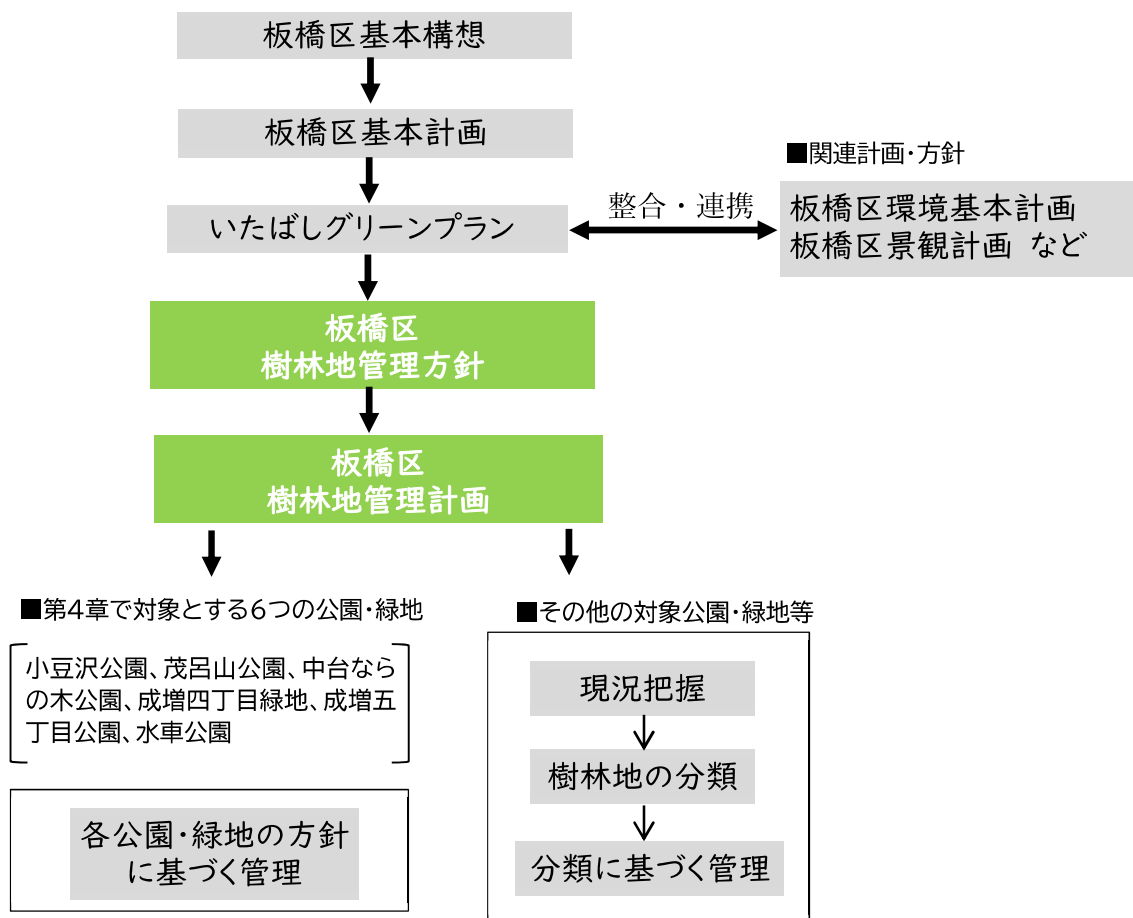 板橋区基本構想
板橋区基本計画
■関連計画・方針
いたばしグリーンプラン
整合・連携
板橋区環境基本計画
板橋区景観計画 など
板橋区
樹林地管理方針
板橋区
樹林地管理計画
■第4章で対象とする6つの公園・緑地
小豆沢公園、茂呂山公園、中台なら
の木公園、成増四丁目緑地、成増五
丁目公園、水車公園
各公園・緑地の方針
に基づく管理
■その他の対象公園・緑地等
現況把握
樹林地の分類
分類に基づく管理